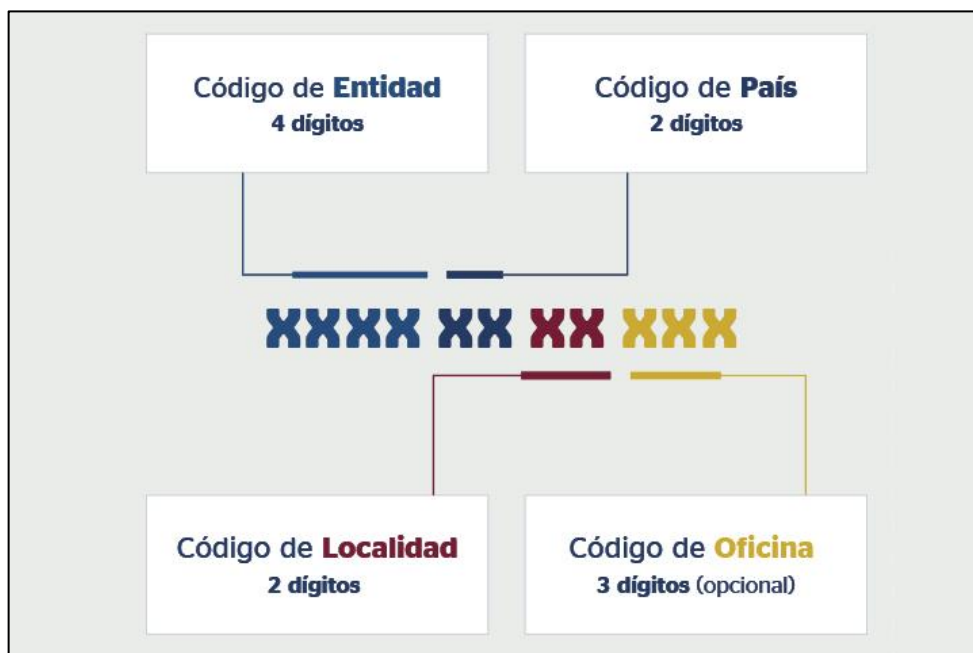 Código de Entidad
4 dígitos
Código de País
2 dígitos
XXXX XX XX XXX
Código de Localidad
2 dígitos
Código de Oficina
3 dígitos (opcional)